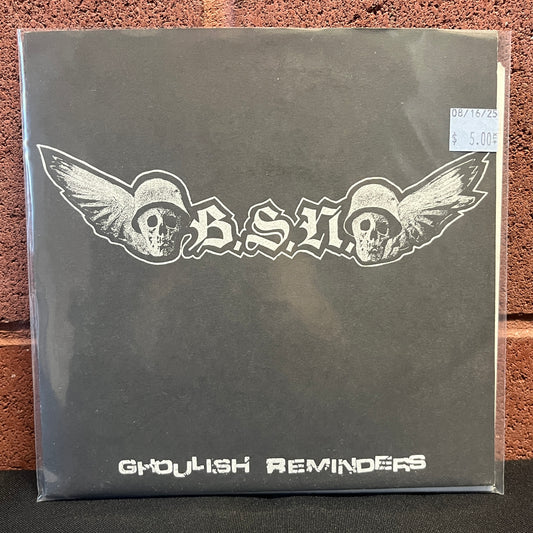 08/16/25
$ 5.00
B.S.N.
GHOULISH REMINDERS